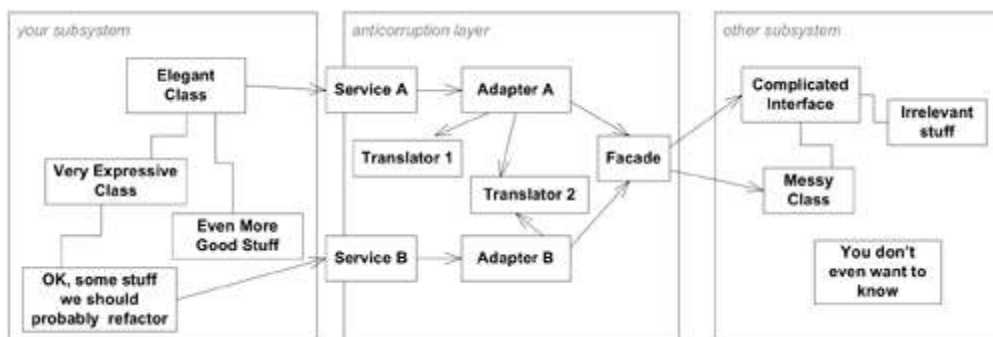 your subsystem
anticorruption layer
other subsystem
Elegant
Class
Service A
Adapter A
Complicated
Interface
Irrelevant
stuff
Translator 1
Facade
Very Expressive
Class
Translator 2
Messy
Class
Even More
Good Stuff
Service B
Adapter B
You don't
even want to
know
OK, some stuff
we should
probably refactor